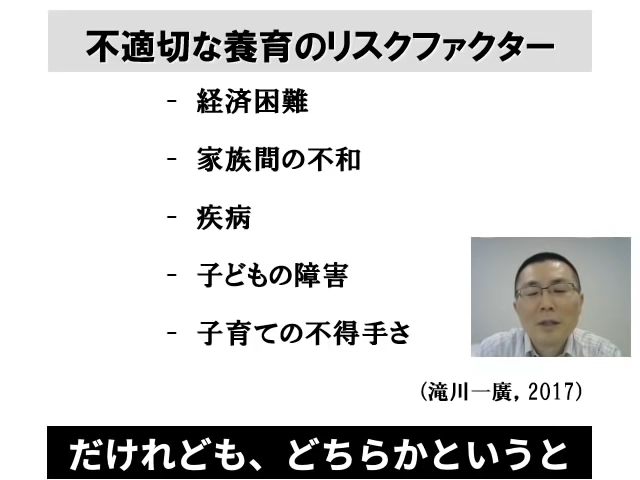 不適切な養育のリスクファクター
- 経済困難
- 家族間の不和
- 疾病
- 子どもの障害
- 子育ての不得手さ
(滝川一廣, 2017)
だけれども、どちらかというと